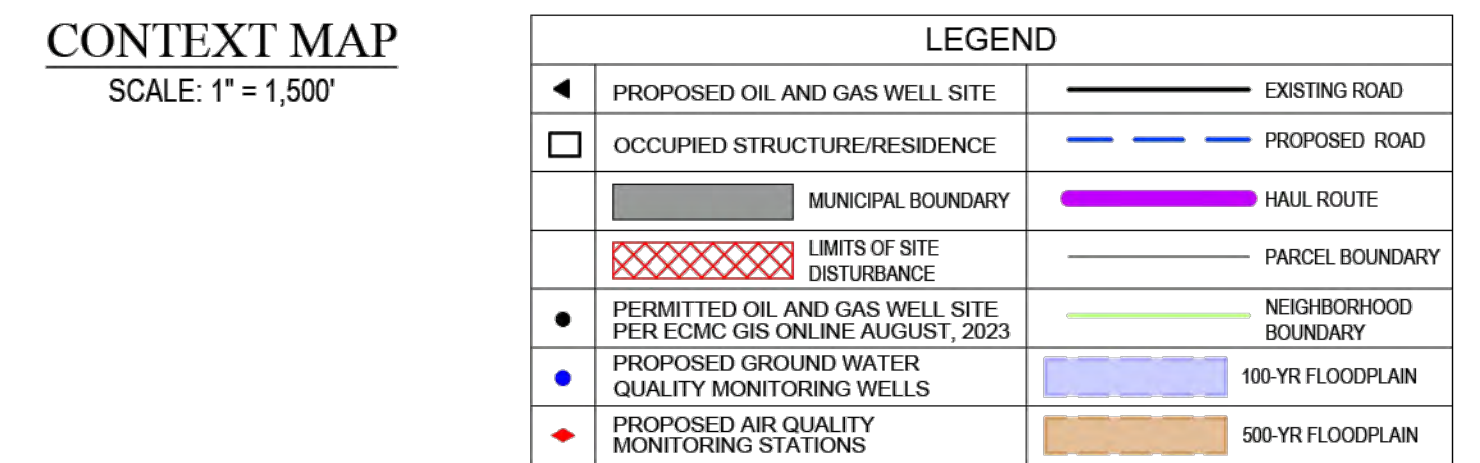 CONTEXT MAP
SCALE: 1" = 1,500'
LEGEND
PROPOSED OIL AND GAS WELL SITE
EXISTING ROAD
OCCUPIED STRUCTURE/RESIDENCE
PROPOSED ROAD
MUNICIPAL BOUNDARY
HAUL ROUTE
LIMITS OF SITE
DISTURBANCE
PARCEL BOUNDARY
PERMITTED OIL AND GAS WELL SITE
PER ECMC GIS ONLINE AUGUST, 2023
NEIGHBORHOOD
BOUNDARY
PROPOSED GROUND WATER
QUALITY MONITORING WELLS
100-YR FLOODPLAIN
PROPOSED AIR QUALITY
MONITORING STATIONS
500-YR FLOODPLAIN